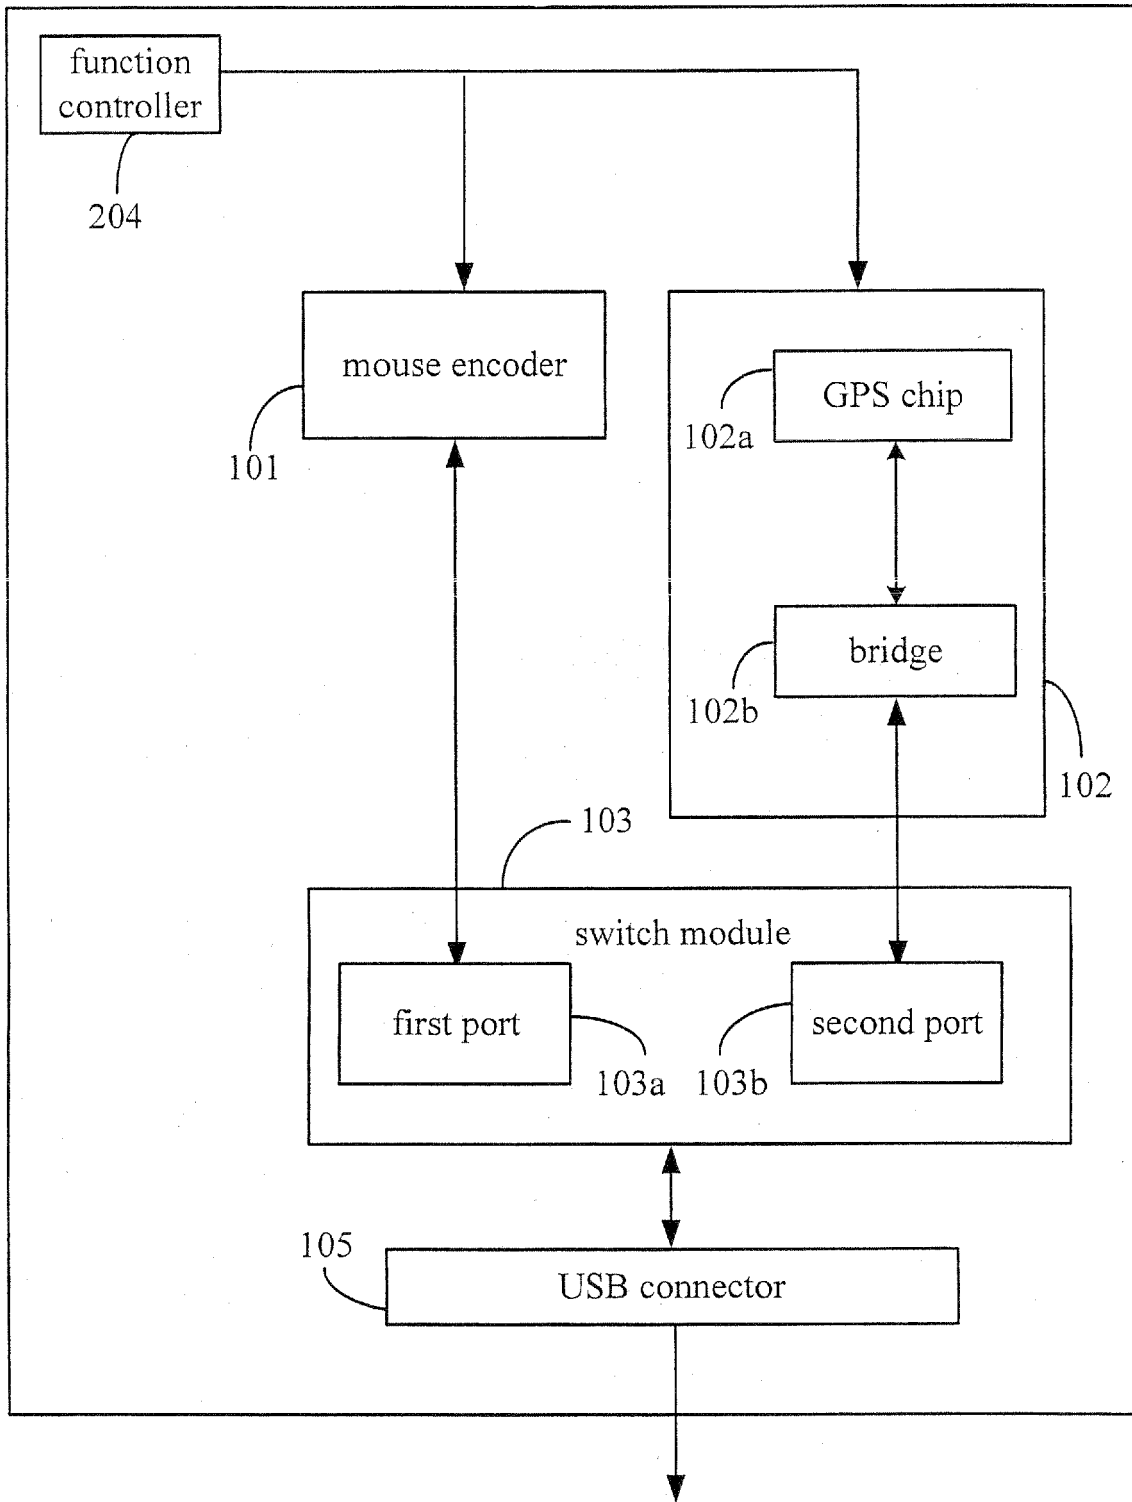 function
controller
204
mouse encoder
101
GPS chip
102a
bridge
102b
102
103
switch module
first port
103a
second port
103b
105
USB connector